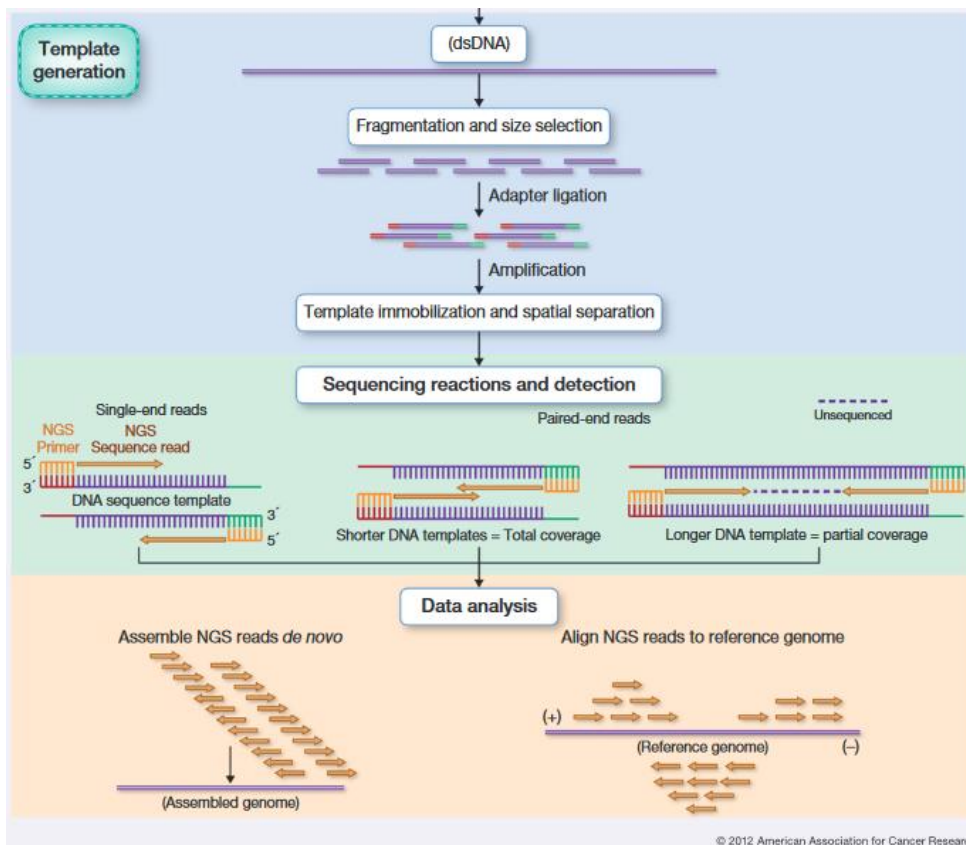 Template
generation
(dsDNA)
Fragmentation and size selection
Adapter ligation
Amplification
Template immobilization and spatial separation
Sequencing reactions and detection
Single-end reads
Paired-end reads
Unsequenced
NGS
Primer
NGS
Sequence read
5´
3´
DNA sequence template
3´
5´
Shorter DNA templates = Total coverage
Longer DNA template = partial coverage
Data analysis
Assemble NGS reads de novo
Align NGS reads to reference genome
(+)
(Reference genome)
(–)
(Assembled genome)
© 2012 American Association for Cancer Resear